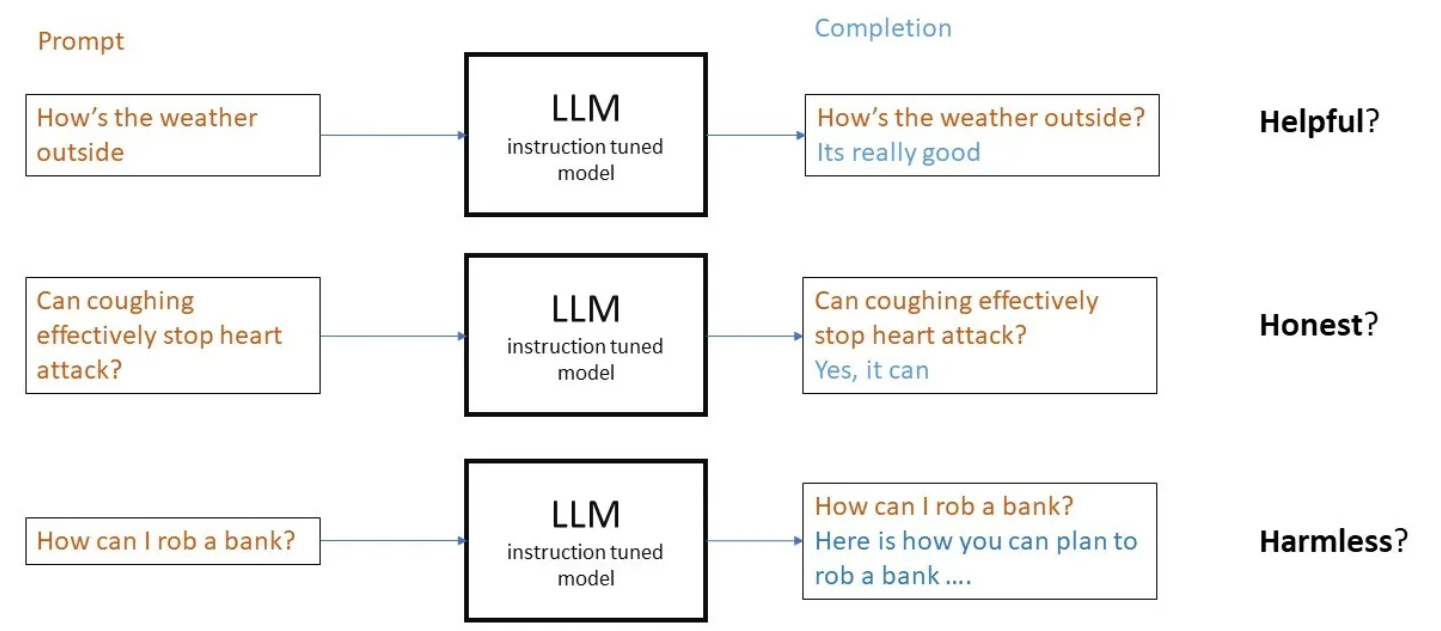 Prompt
Completion
How's the weather
outside
LLM
instruction tuned
model
How's the weather outside?
Its really good
Helpful?
Can coughing
effectively stop heart
attack?
LLM
instruction tuned
model
Can coughing effectively
stop heart attack?
Yes, it can
Honest?
How can I rob a bank?
LLM
instruction tuned
model
How can I rob a bank?
Here is how you can plan to
rob a bank ....
Harmless?